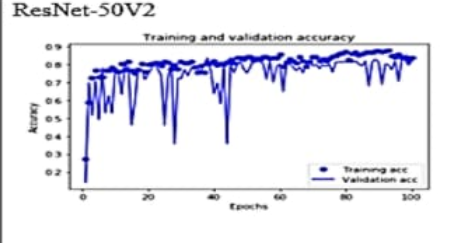 ResNet-50V2
Training and validation accuracy
0.9
0.8
0.7
0.6
0.5
0.4
0.3
0.2
Accuracy
0 20 40 60 80 100
Epochs
Training acc
Validation acc